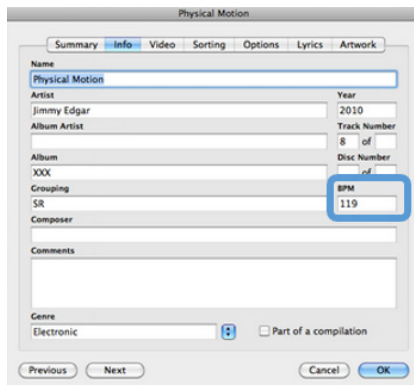 Physical Motion
Summary Info Video Sorting Options Lyrics Artwork
Name
Physical Motion
Artist Year
Jimmy Edgar 2010
Album Artist Track Number
8 of
Album Disc Number
XXX of
Grouping BPM
SR 119
Composer
Comments
Genre
Electronic Part of a compilation
Previous Next Cancel OK